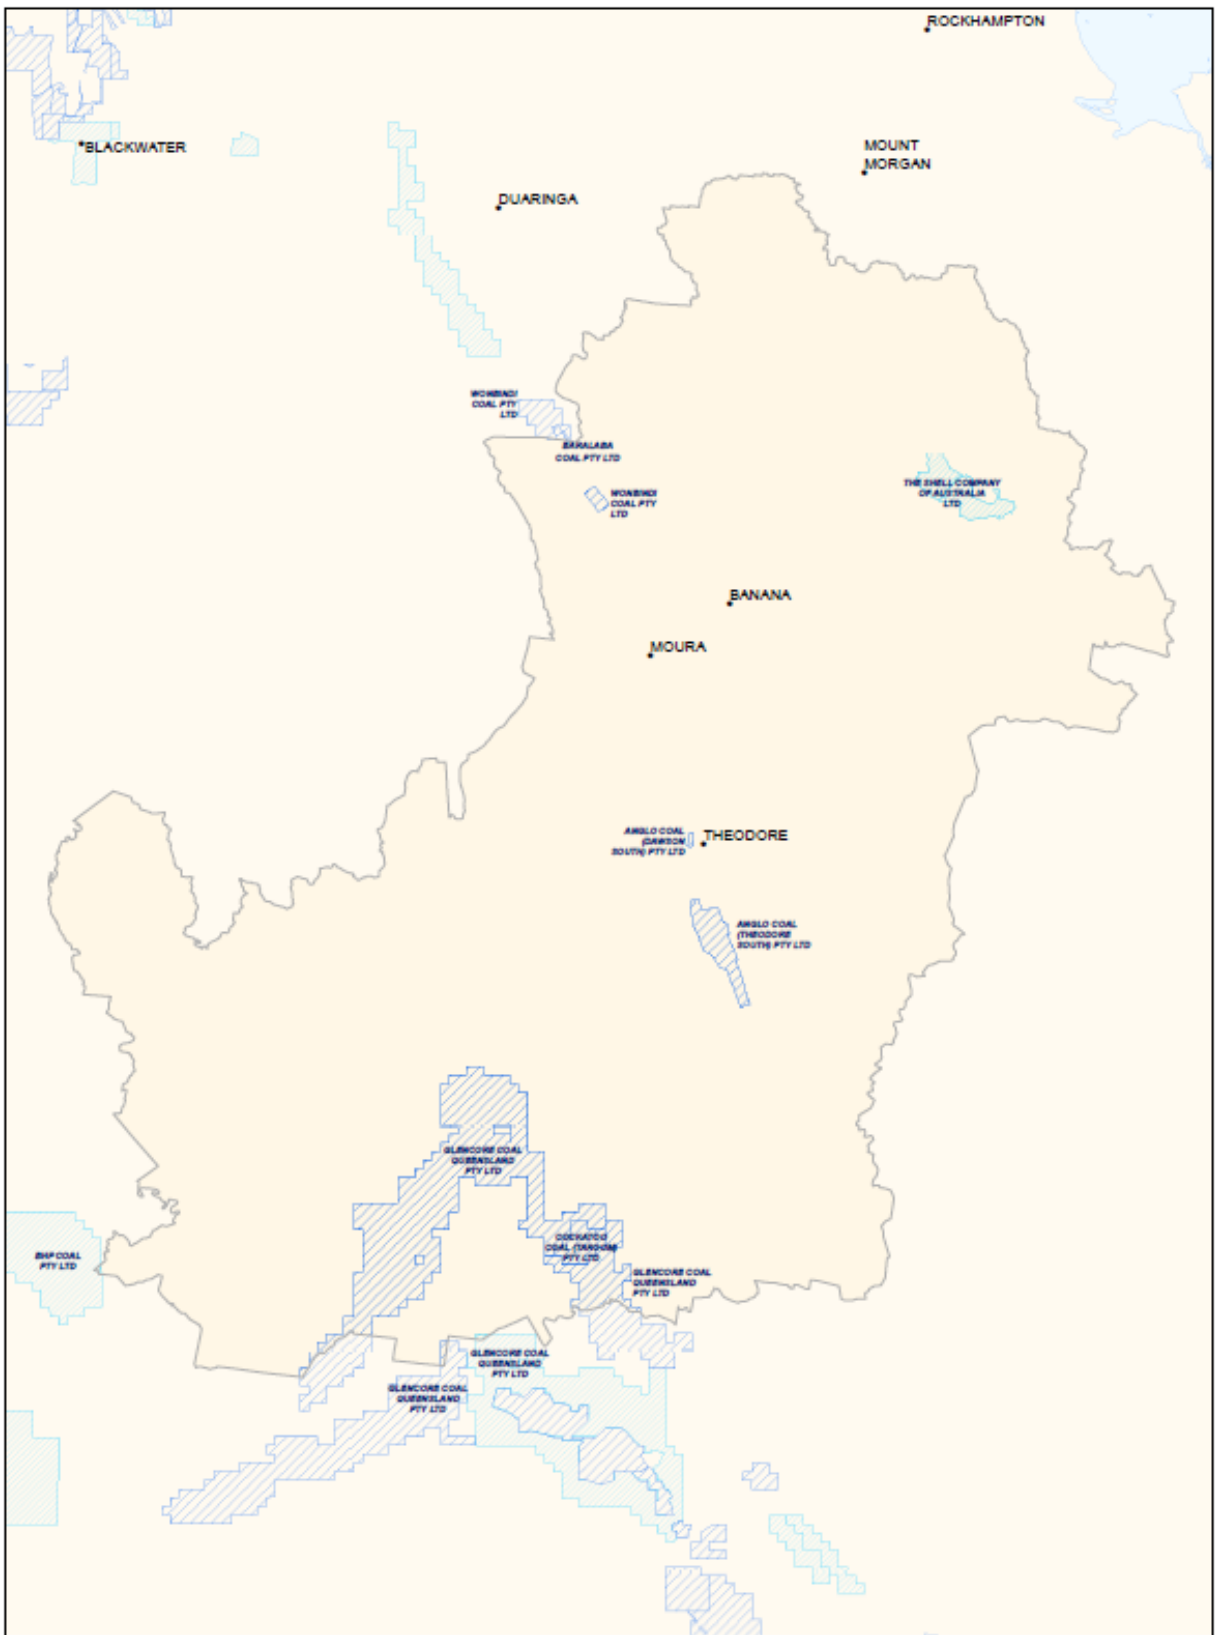 ROCKHAMPTON
BLACKWATER
MOUNT
MORGAN
DUARINGA
WONBINDI
COAL PTY
LTD
BARALABA
COAL PTY LTD
WONBINDI
COAL PTY
LTD
THE SHELL COMPANY
OF AUSTRALIA
LTD
BANANA
MOURA
ANGLO COAL
(DAWSON
SOUTH) PTY LTD
THEODORE
ANGLO COAL
(THEODORE
SOUTH) PTY LTD
GLENCORE COAL
QUEENSLAND
PTY LTD
COCKATOO
COAL (TAROOM)
PTY LTD
BHP COAL
PTY LTD
GLENCORE COAL
QUEENSLAND
PTY LTD
GLENCORE COAL
QUEENSLAND
PTY LTD
GLENCORE COAL
QUEENSLAND
PTY LTD